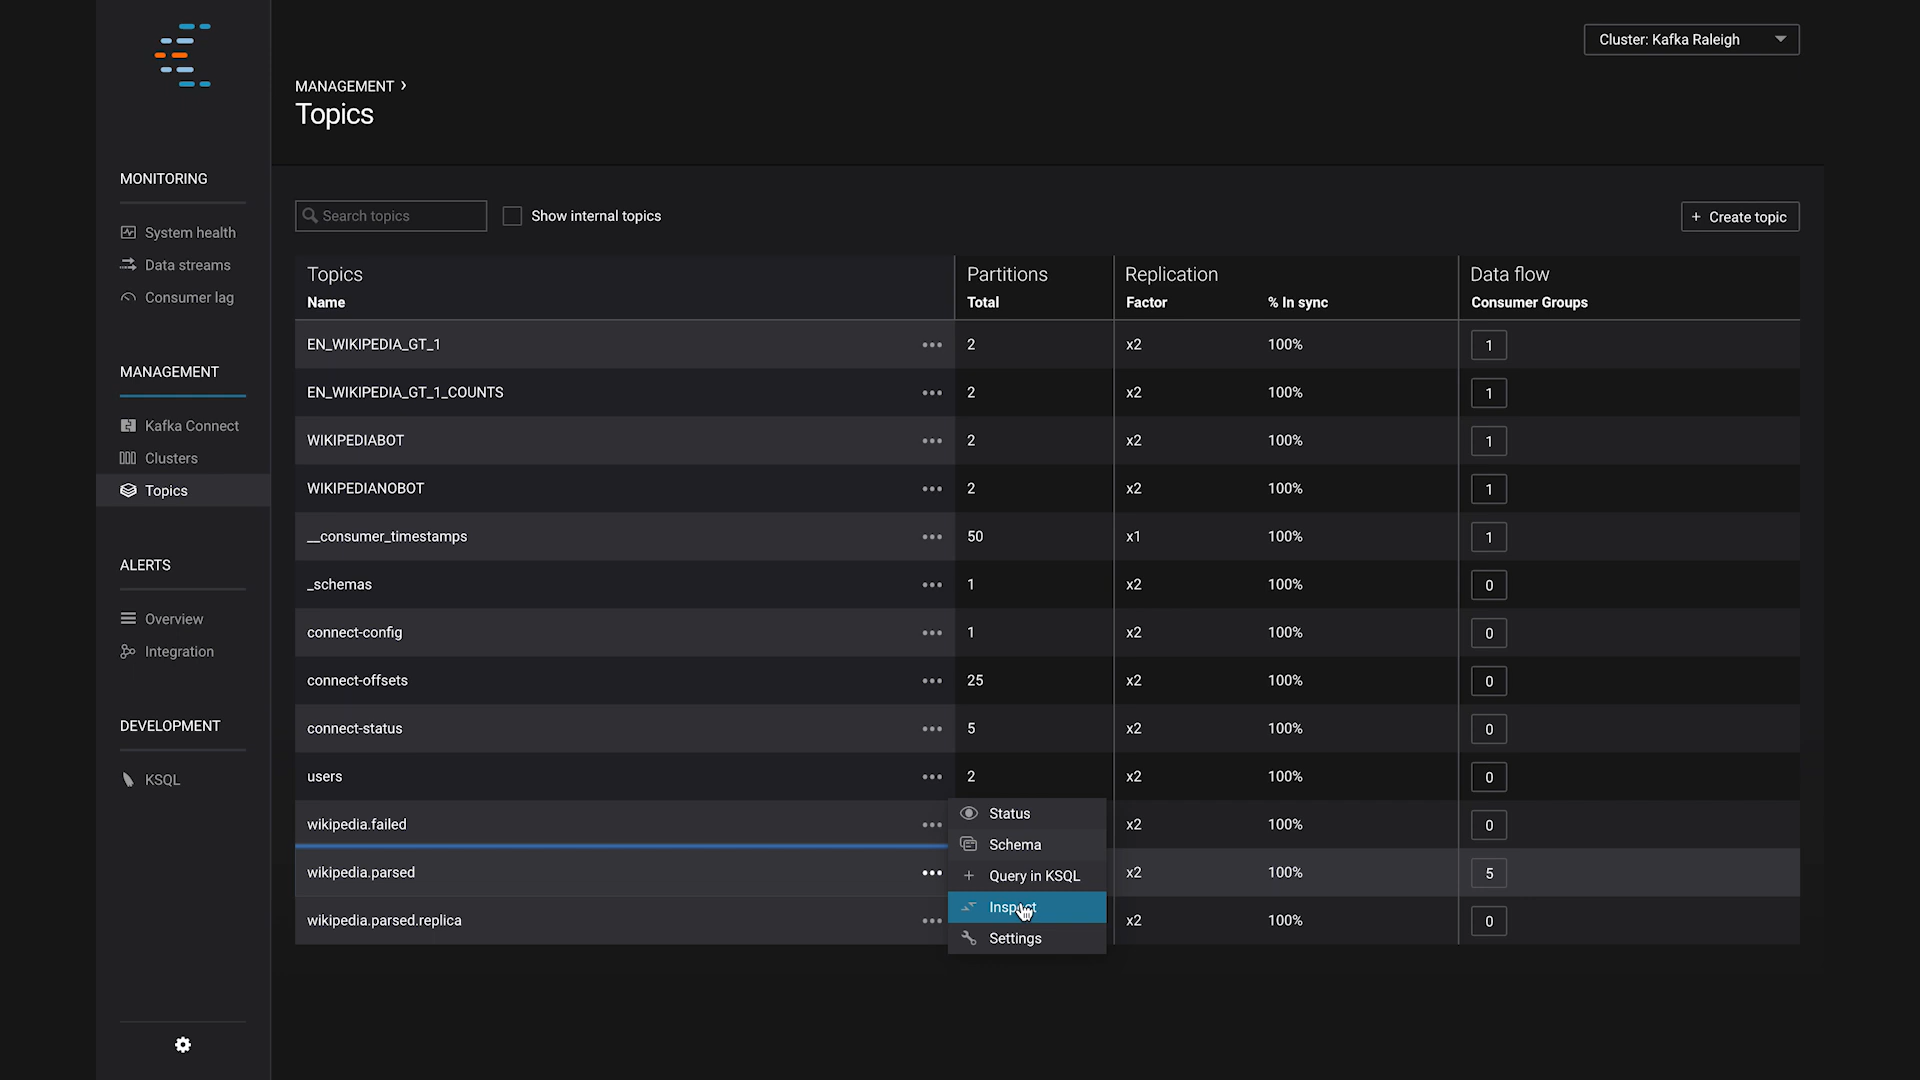 Cluster: Kafka Raleigh
MANAGEMENT ›
Topics
MONITORING
System health
Data streams
Consumer lag
MANAGEMENT
Kafka Connect
Clusters
Topics
ALERTS
Overview
Integration
DEVELOPMENT
KSQL
Search topics
Show internal topics
+ Create topic
Topics Partitions Replication Data flow
Name Total Factor % In sync Consumer Groups
EN_WIKIPEDIA_GT_1 ••• 2 x2 100% 1
EN_WIKIPEDIA_GT_1_COUNTS ••• 2 x2 100% 1
WIKIPEDIABOT ••• 2 x2 100% 1
WIKIPEDIANOBOT ••• 2 x2 100% 1
__consumer_timestamps ••• 50 x1 100% 1
_schemas ••• 1 x2 100% 0
connect-config ••• 1 x2 100% 0
connect-offsets ••• 25 x2 100% 0
connect-status ••• 5 x2 100% 0
users ••• 2 x2 100% 0
wikipedia.failed ••• x2 100% 0
wikipedia.parsed ••• x2 100% 5
wikipedia.parsed.replica ••• x2 100% 0
Status
Schema
+ Query in KSQL
Inspect
Settings